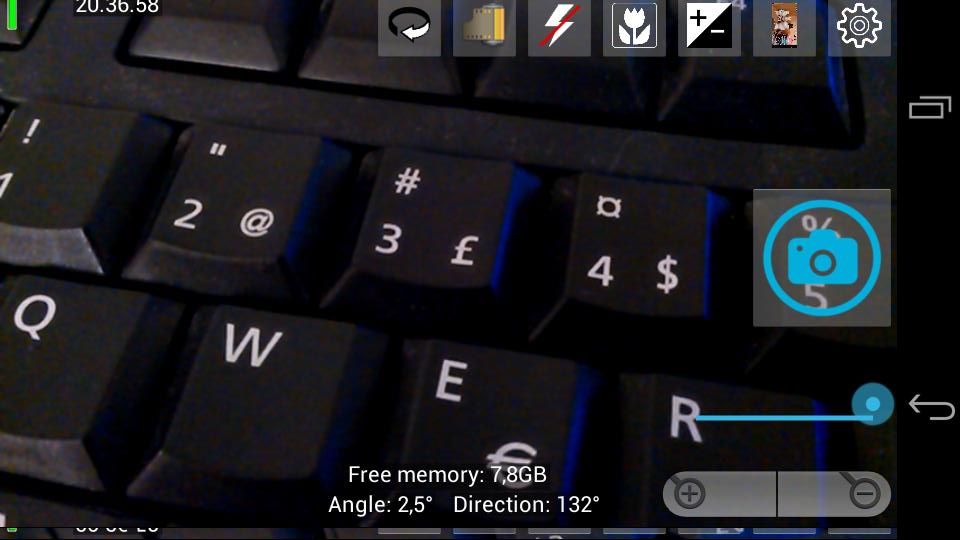 20.36.58
!
1
"
2 @
#
3 £
¤
4 $
%
5
Q
W
E
€
R
Free memory: 7,8GB
Angle: 2,5° Direction: 132°